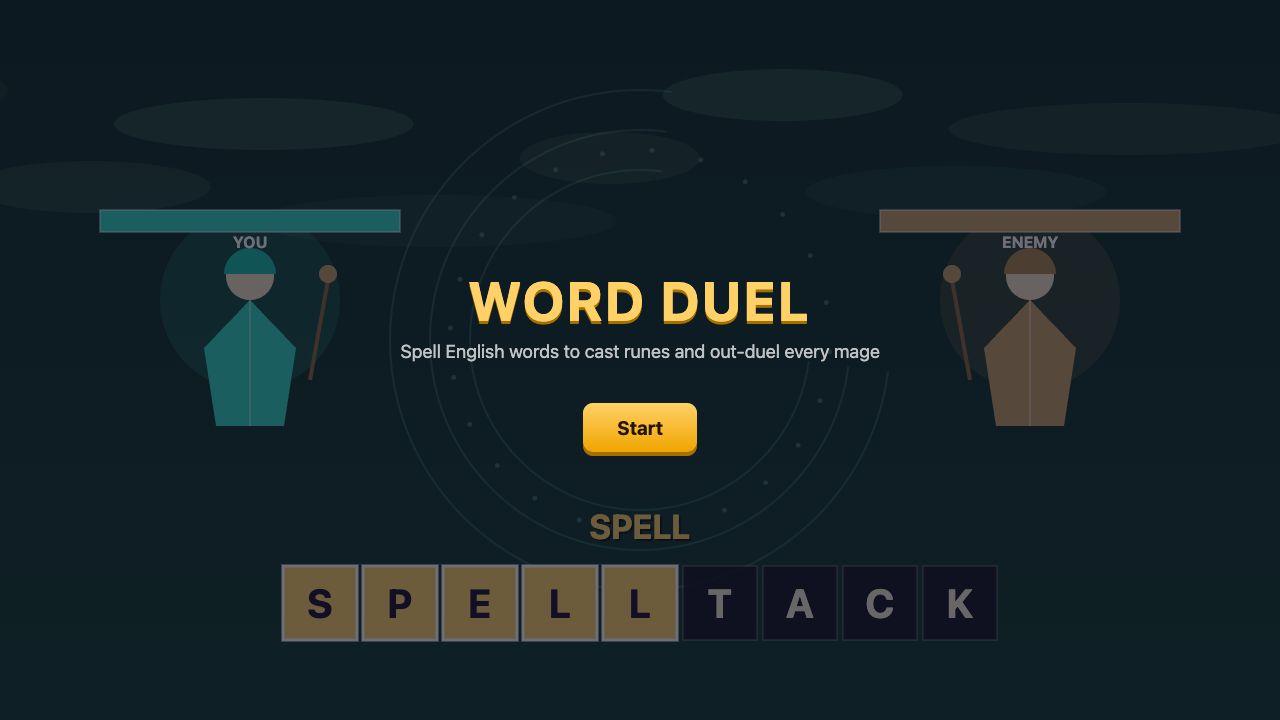 YOU
ENEMY
WORD DUEL
Spell English words to cast runes and out-duel every mage
Start
SPELL
S P E L L T A C K